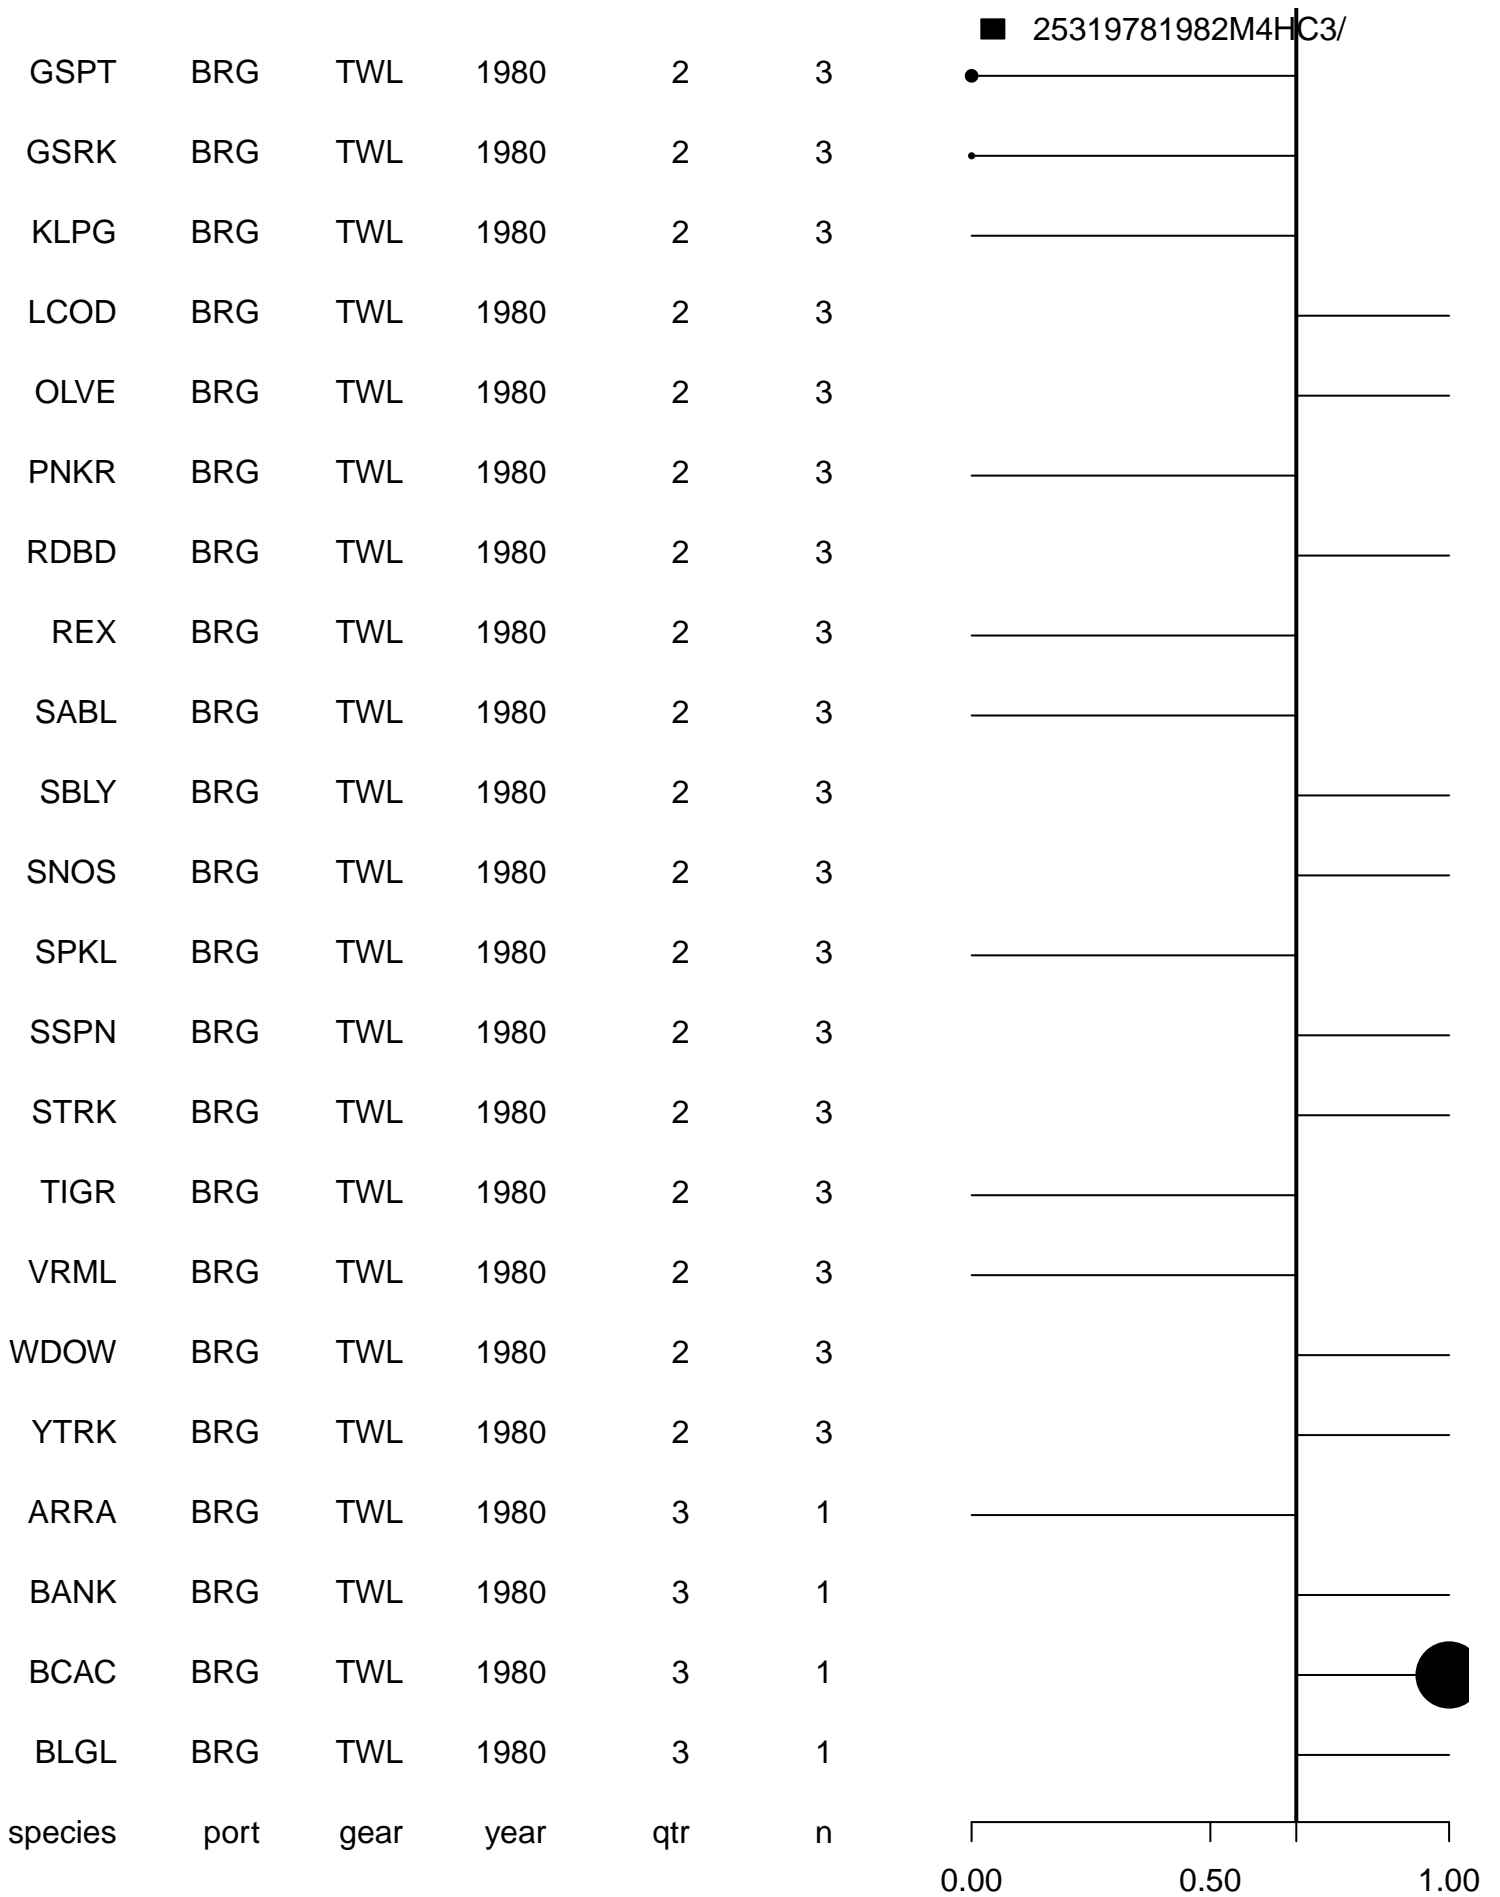 25319781982M4HC3/
GSPT BRG TWL 1980 2 3
GSRK BRG TWL 1980 2 3
KLPG BRG TWL 1980 2 3
LCOD BRG TWL 1980 2 3
OLVE BRG TWL 1980 2 3
PNKR BRG TWL 1980 2 3
RDBD BRG TWL 1980 2 3
REX BRG TWL 1980 2 3
SABL BRG TWL 1980 2 3
SBLY BRG TWL 1980 2 3
SNOS BRG TWL 1980 2 3
SPKL BRG TWL 1980 2 3
SSPN BRG TWL 1980 2 3
STRK BRG TWL 1980 2 3
TIGR BRG TWL 1980 2 3
VRML BRG TWL 1980 2 3
WDOW BRG TWL 1980 2 3
YTRK BRG TWL 1980 2 3
ARRA BRG TWL 1980 3 1
BANK BRG TWL 1980 3 1
BCAC BRG TWL 1980 3 1
BLGL BRG TWL 1980 3 1
species port gear year qtr n
0.00 0.50 1.00